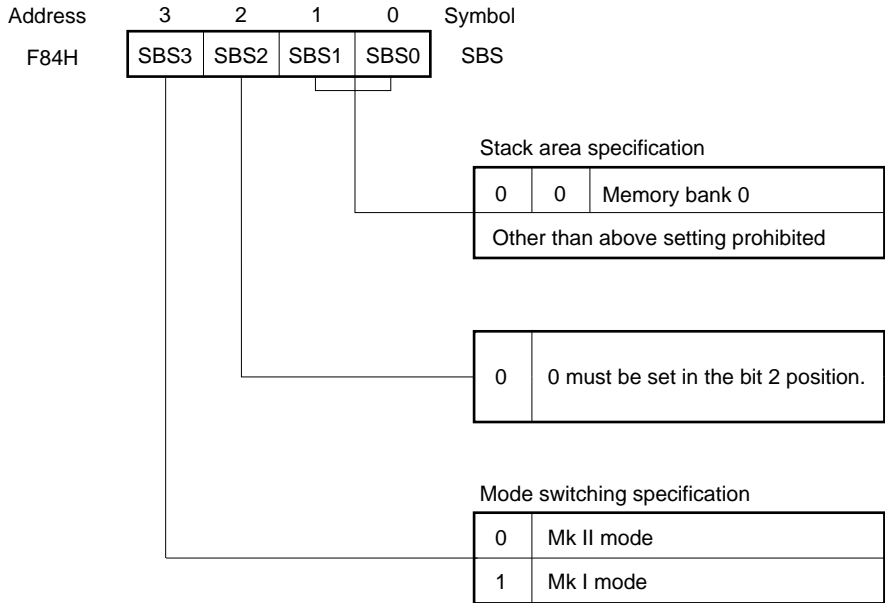 Address 3 2 1 0 Symbol
F84H SBS3 SBS2 SBS1 SBS0 SBS
Stack area specification
0 0 Memory bank 0
Other than above setting prohibited
0 0 must be set in the bit 2 position.
Mode switching specification
0 Mk II mode
1 Mk I mode